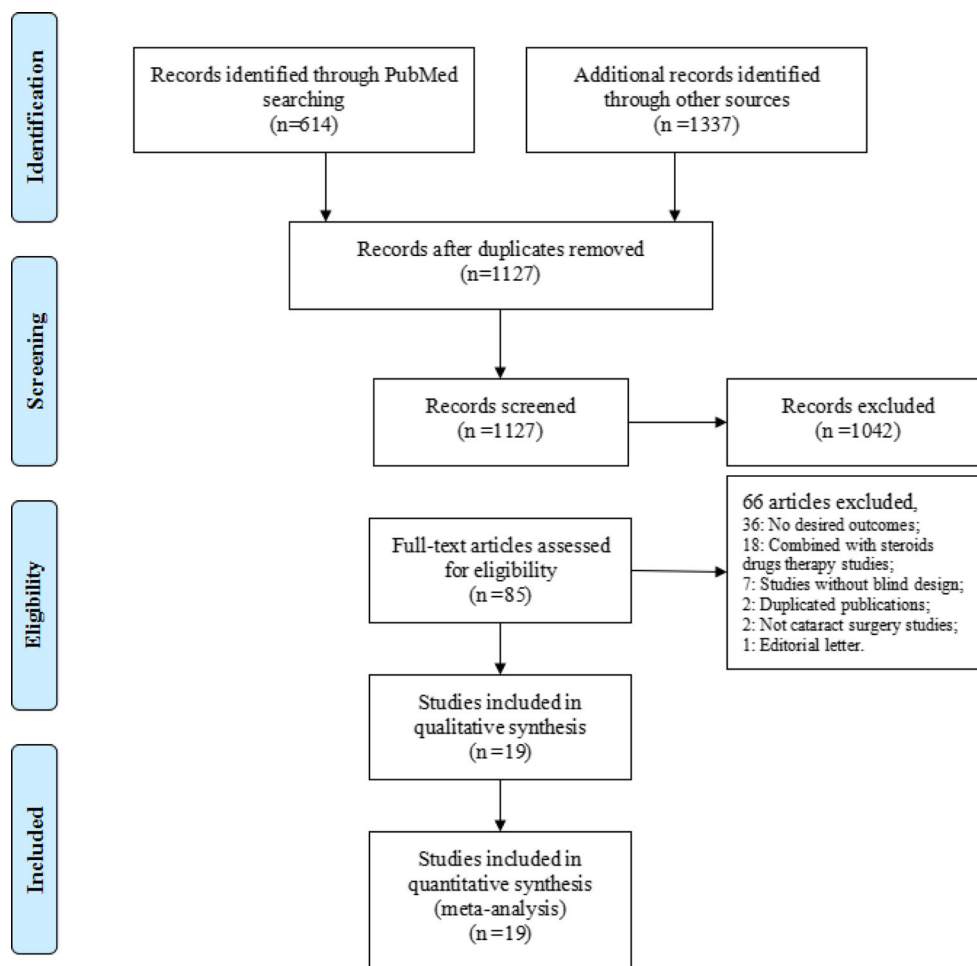 Identification
Records identified through PubMed
searching
(n=614)
Additional records identified
through other sources
(n =1337)
Records after duplicates removed
(n=1127)
Screening
Records screened
(n =1127)
Records excluded
(n =1042)
Eligibility
Full-text articles assessed
for eligibility
(n =85)
66 articles excluded,
36: No desired outcomes;
18: Combined with steroids
drugs therapy studies;
7: Studies without blind design;
2: Duplicated publications;
2: Not cataract surgery studies;
1: Editorial letter.
Studies included in
qualitative synthesis
(n =19)
Included
Studies included in
quantitative synthesis
(meta-analysis)
(n =19)